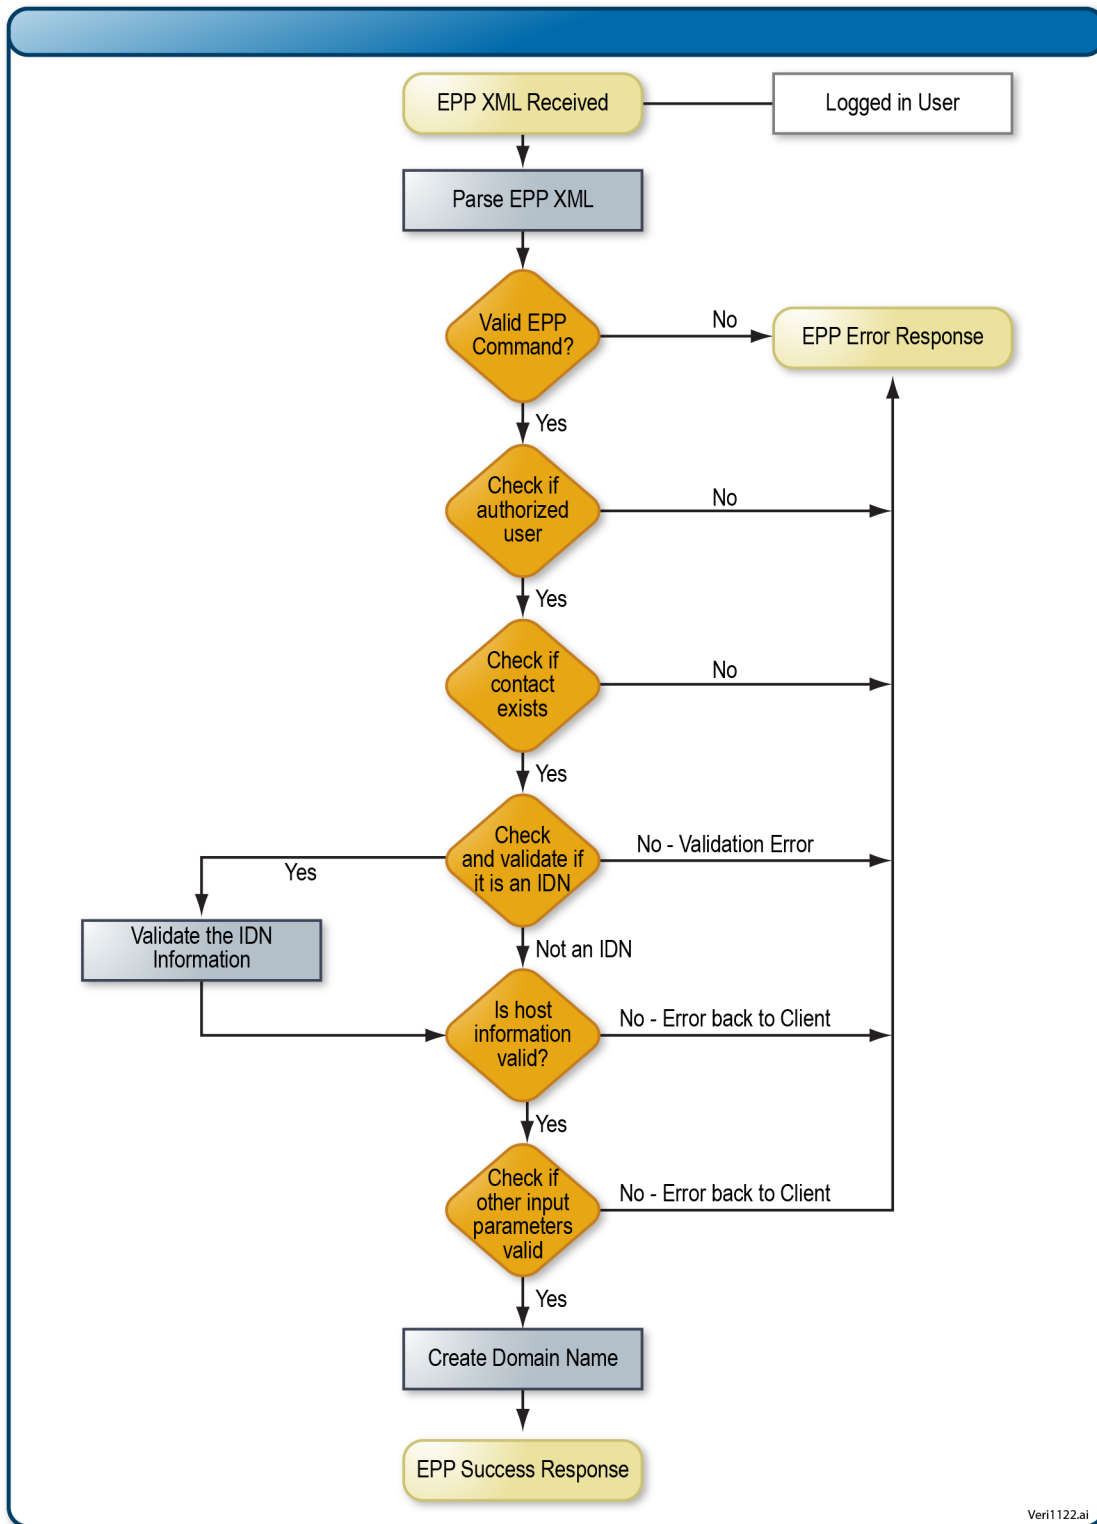 EPP XML Received
Logged in User
Parse EPP XML
Valid EPP
Command?
No
EPP Error Response
Yes
Check if
authorized
user
No
Yes
Check if
contact
exists
No
Yes
Check
and validate if
it is an IDN
No - Validation Error
Yes
Validate the IDN
Information
Not an IDN
Is host
information
valid?
No - Error back to Client
Yes
Check if
other input
parameters
valid
No - Error back to Client
Yes
Create Domain Name
EPP Success Response
Veri1122.ai